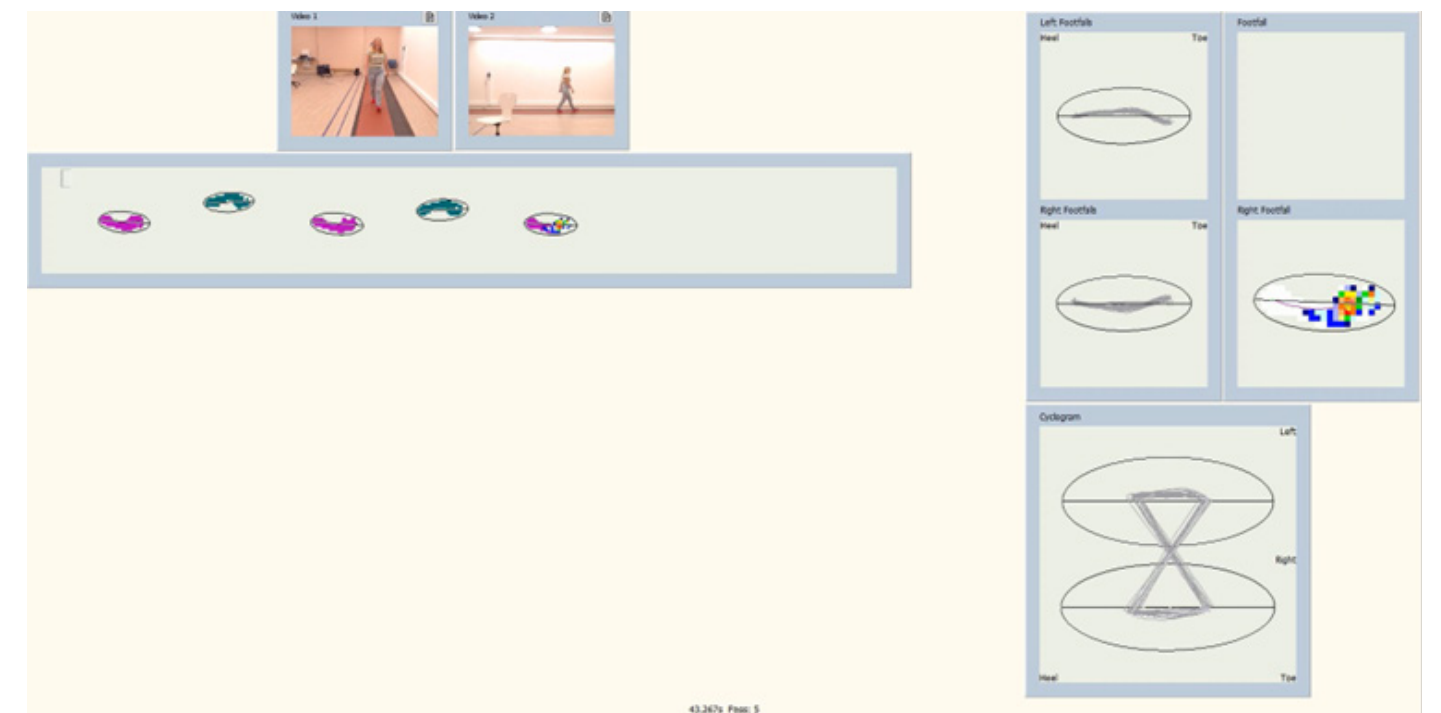 Video 1
Video 2
Left Footfalls
Heel
Toe
Footfall
Right Footfalls
Heel
Toe
Right Footfall
Cyclogram
Left
Right
Heel
Toe
43.267s Pass: 5